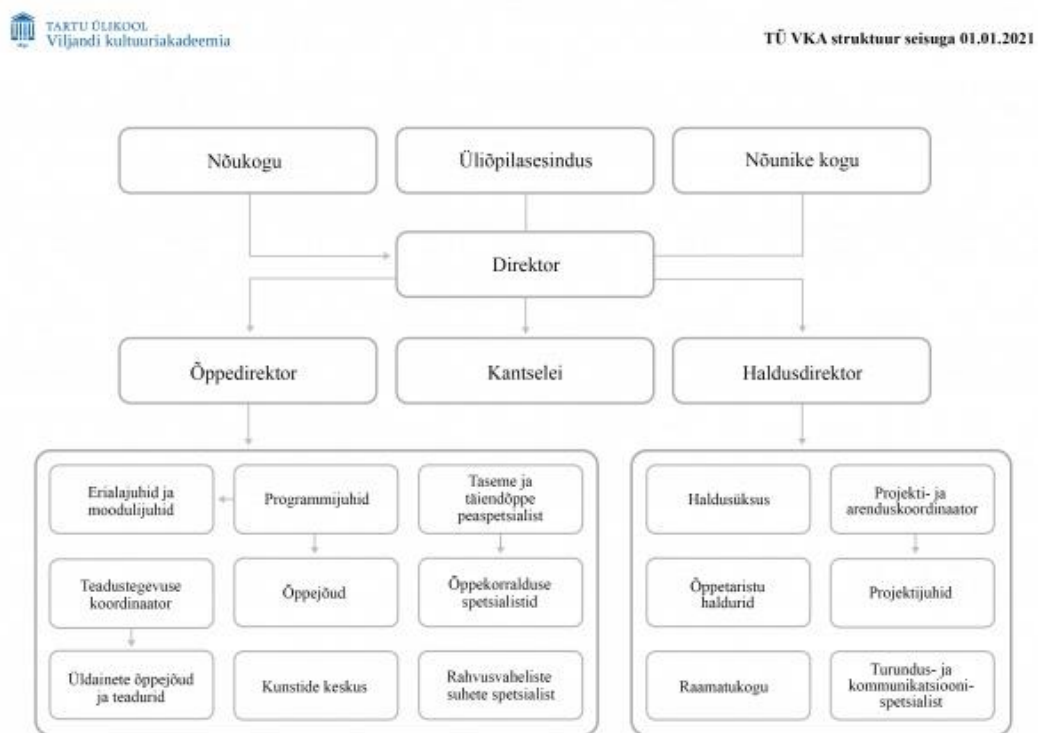 TARTU ÜLIKOOL
Viljandi kultuuriakadeemia
TÜ VKA struktuur seisuga 01.01.2021
Nõukogu
Üliõpilasesindus
Nõunike kogu
Direktor
Õppedirektor
Kantselei
Haldusdirektor
Erialajuhid ja
moodulijuhid
Programmijuhid
Taseme ja
täiendõppe
peaspetsialist
Haldusüksus
Projekti- ja
arenduskoordinaator
Teadustegevuse
koordinaator
Õppejõud
Õppekorralduse
spetsialistid
Õppetaristu
haldurid
Projektijuhid
Üldainete õppejõud
ja teadurid
Kunstide keskus
Rahvusvaheliste
suhete spetsialist
Raamatukogu
Turundus- ja
kommunikatsiooni-
spetsialist